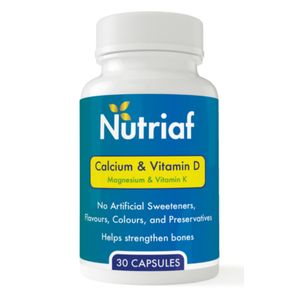 Nutriaf
Calcium & Vitamin D
Magnesium & Vitamin K
No Artificial Sweeteners,
Flavours, Colours, and Preservatives
Helps strengthen bones
30 CAPSULES